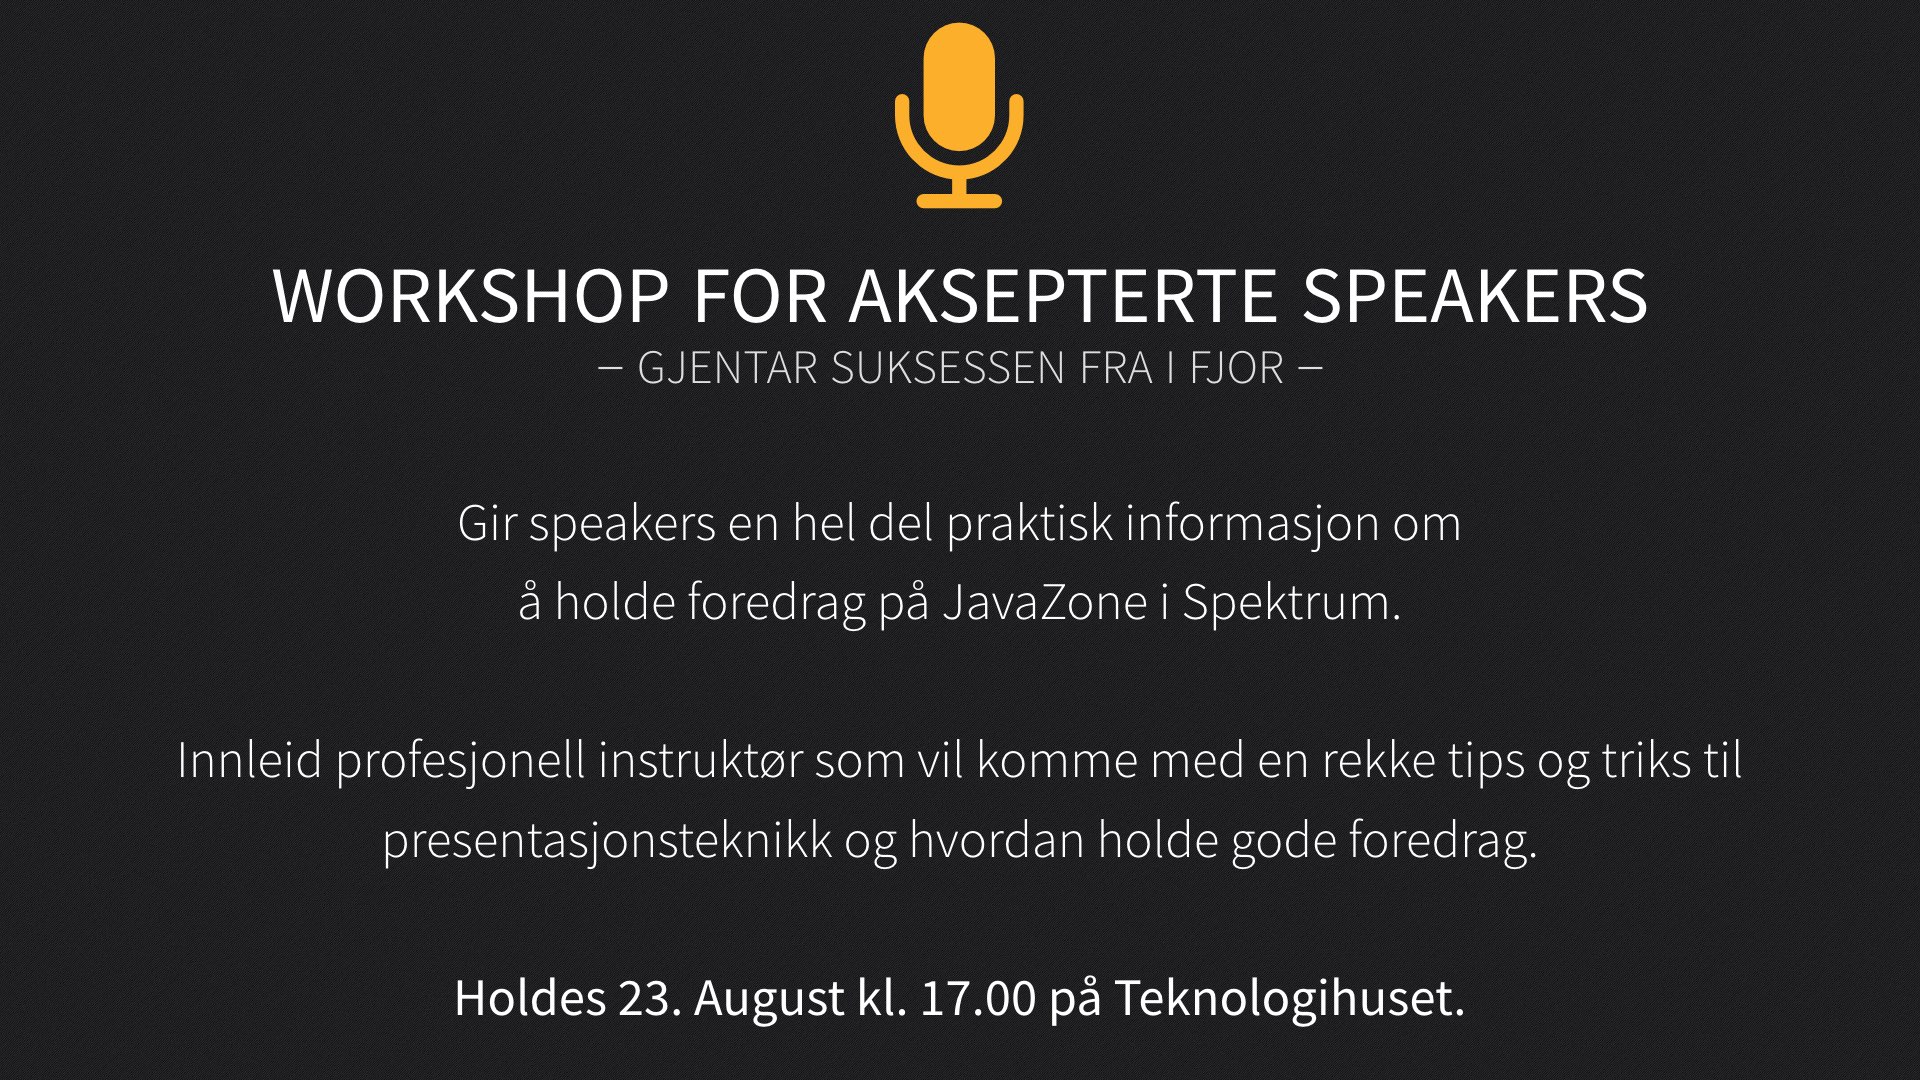 WORKSHOP FOR AKSEPTERTE SPEAKERS
– GJENTAR SUKSESSEN FRA I FJOR –
Gir speakers en hel del praktisk informasjon om
å holde foredrag på JavaZone i Spektrum.
Innleid profesjonell instruktør som vil komme med en rekke tips og triks til
presentasjonsteknikk og hvordan holde gode foredrag.
Holdes 23. August kl. 17.00 på Teknologihuset.